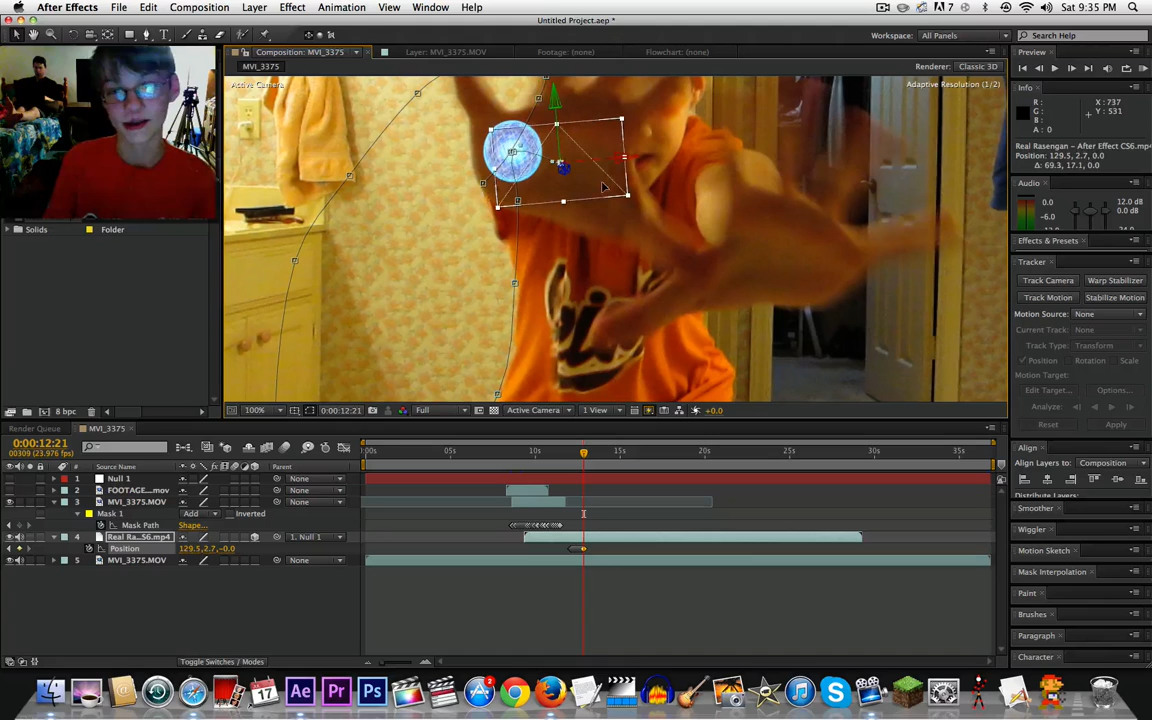 After Effects File Edit Composition Layer Effect Animation View Window Help
7 Sat 9:35 PM
Untitled Project.aep *
Workspace: All Panels Search Help
Composition: MVI_3375 Layer: MVI_3375.MOV Footage: (none) Flowchart: (none)
MVI_3375 Renderer: Classic 3D
Active Camera Adaptive Resolution (1/2)
Preview
Info
R: X: 737
G: Y: 531
B:
A: 0
Real Rasengan - After Effect CS6.mp4
Position: 129.5, 2.7, 0.0
Δ: 69.3, 17.1, 0.0
Audio
0.0 12.0 dB
-6.0
-12.0 0.0 dB
Solids Folder
Effects & Presets
Tracker
Track Camera Warp Stabilizer
Track Motion Stabilize Motion
Motion Source: None
Current Track: None
Track Type: Transform
Position Rotation Scale
Motion Target:
Edit Target... Options...
Analyze:
Reset Apply
8 bpc
100% 0:00:12:21 Full Active Camera 1 View +0.0
Render Queue MVI_3375
0:00:12:21
00309 (23.976 fps)
:00s 05s 10s 15s 20s 25s 30s 35s
# Source Name Parent
1 Null 1 None
2 FOOTAGE....mov None
3 MVI_3375.MOV None
Mask 1 Add Inverted
Mask Path Shape...
4 Real Ra...S6.mp4 1. Null 1
Position 129.5,2.7,-0.0
5 MVI_3375.MOV None
Toggle Switches / Modes
Align
Align Layers to: Composition
Distribute Layers:
Smoother
Wiggler
Motion Sketch
Mask Interpolation
Paint
Brushes
Paragraph
Character
17
Ae Pr Ps
2